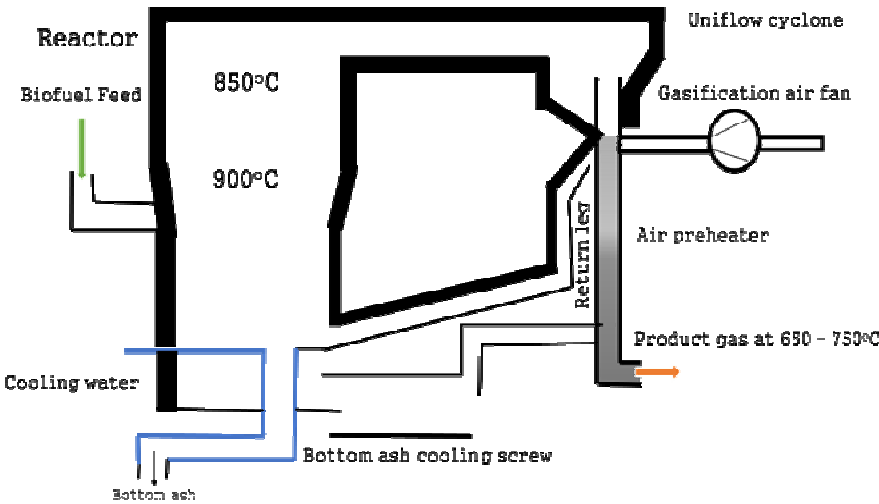 Uniflow cyclone
Reactor
850°C
Biofuel Feed
Gasification air fan
900°C
Return leg
Air preheater
Product gas at 650 - 750°C
Cooling water
Bottom ash cooling screw
Bottom ash